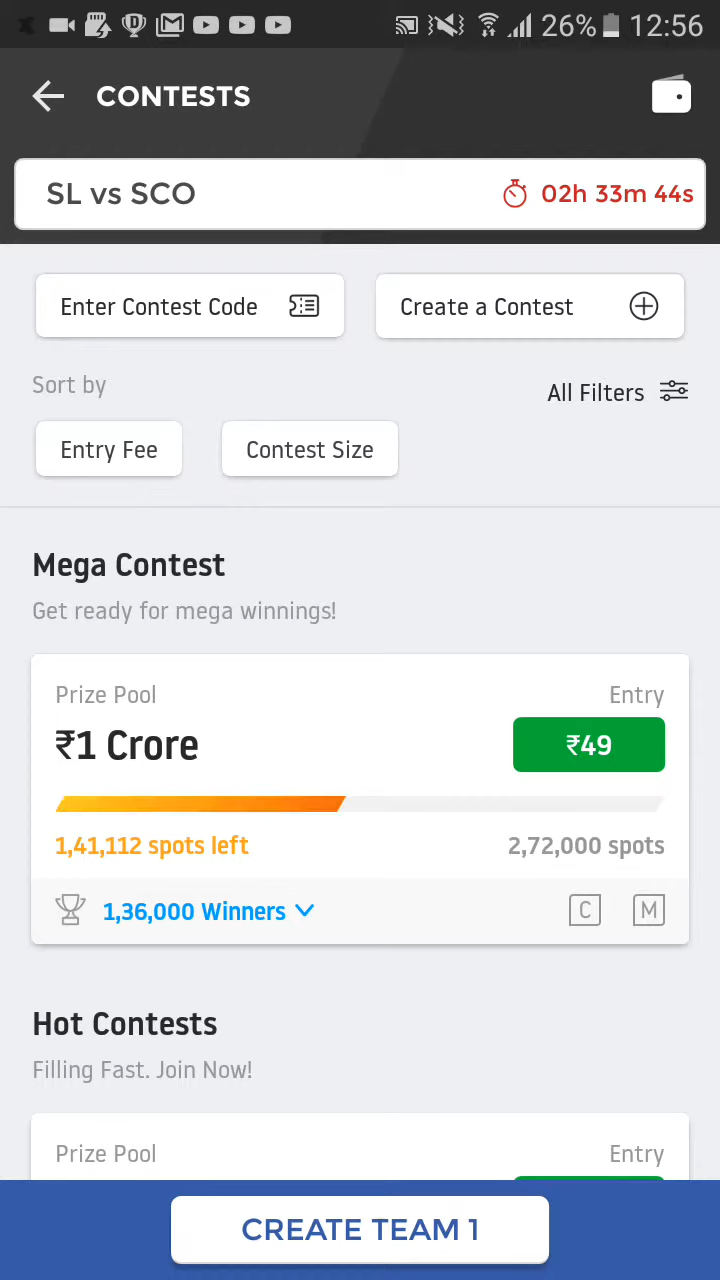 26% 12:56
CONTESTS
SL vs SCO 02h 33m 44s
Enter Contest Code Create a Contest
Sort by
All Filters
Entry Fee Contest Size
Mega Contest
Get ready for mega winnings!
Prize Pool Entry
₹1 Crore ₹49
1,41,112 spots left 2,72,000 spots
1,36,000 Winners C M
Hot Contests
Filling Fast. Join Now!
Prize Pool Entry
CREATE TEAM 1